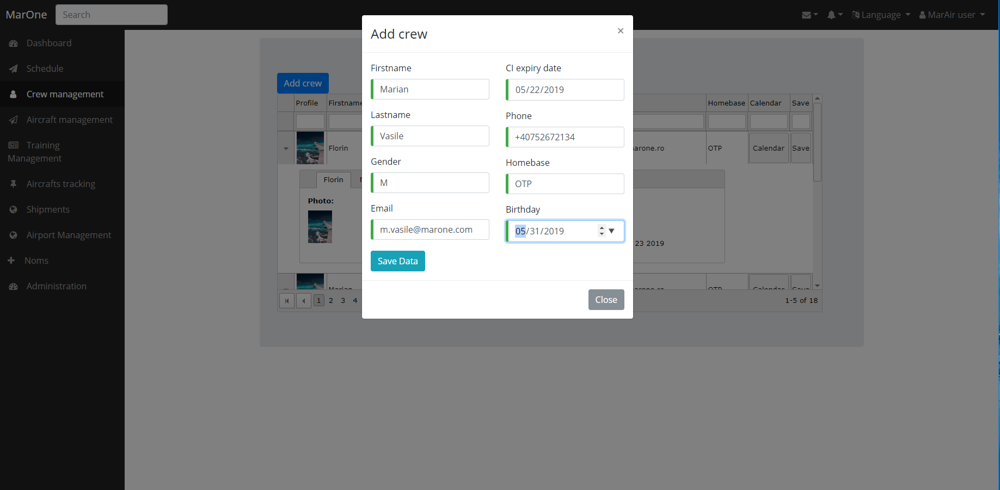 MarOne
Search
Language
MarAir user
Dashboard
Schedule
Crew management
Aircraft management
Training
Management
Aircrafts tracking
Shipments
Airport Management
Noms
Administration
Add crew
Profile Firstname
Homebase Calendar Save
Florin
arone.ro OTP Calendar Save
Florin
Photo:
23 2019
Marian
arone.ro OTP Calendar Save
1 2 3 4
1-5 of 18
Add crew
×
Firstname
Marian
Lastname
Vasile
Gender
M
Email
m.vasile@marone.com
CI expiry date
05/22/2019
Phone
+40752672134
Homebase
OTP
Birthday
05/31/2019
Save Data
Close